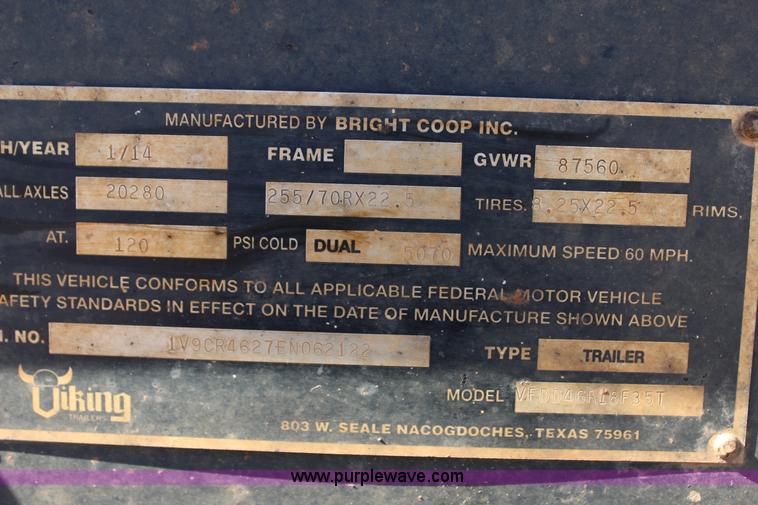 MANUFACTURED BY BRIGHT COOP INC.
H/YEAR 1/14 FRAME GVWR 87560
ALL AXLES 20280 255/70RX22.5 TIRES. 8.25X22.5 RIMS.
AT. 120 PSI COLD DUAL 5070 MAXIMUM SPEED 60 MPH.
THIS VEHICLE CONFORMS TO ALL APPLICABLE FEDERAL MOTOR VEHICLE
AFETY STANDARDS IN EFFECT ON THE DATE OF MANUFACTURE SHOWN ABOVE
I. NO. 1V9CR4627EN062122 TYPE TRAILER
Viking
TRAILERS
MODEL
803 W. SEALE NACOGDOCHES, TEXAS 75961
www.purplewave.com